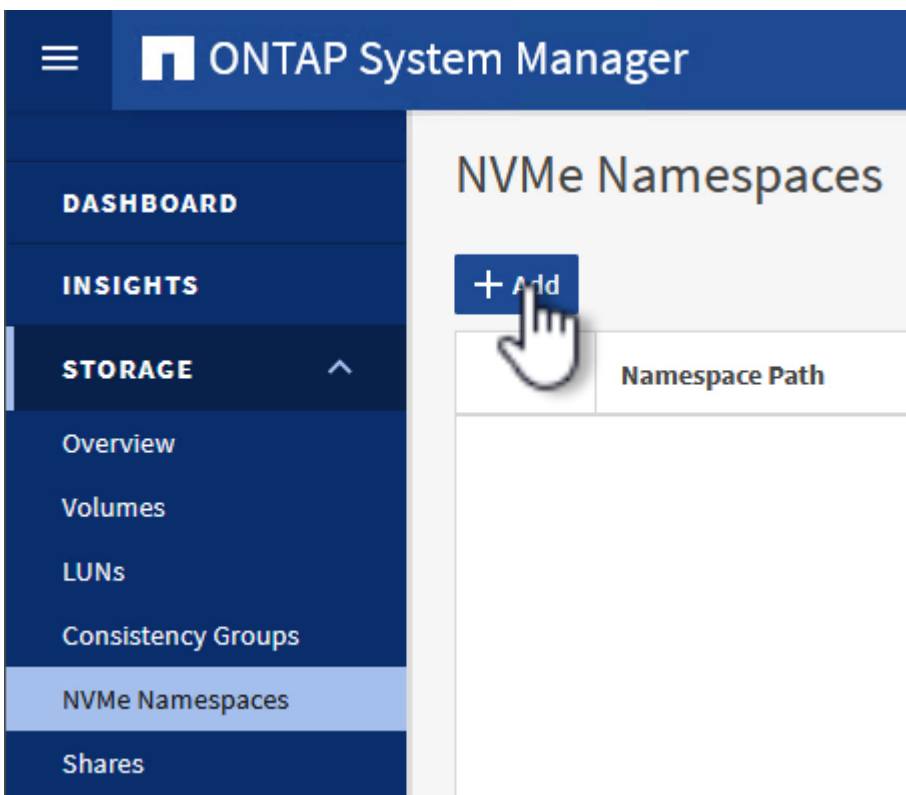 ONTAP System Manager
DASHBOARD
INSIGHTS
STORAGE
Overview
Volumes
LUNs
Consistency Groups
NVMe Namespaces
Shares
NVMe Namespaces
+ Add
Namespace Path